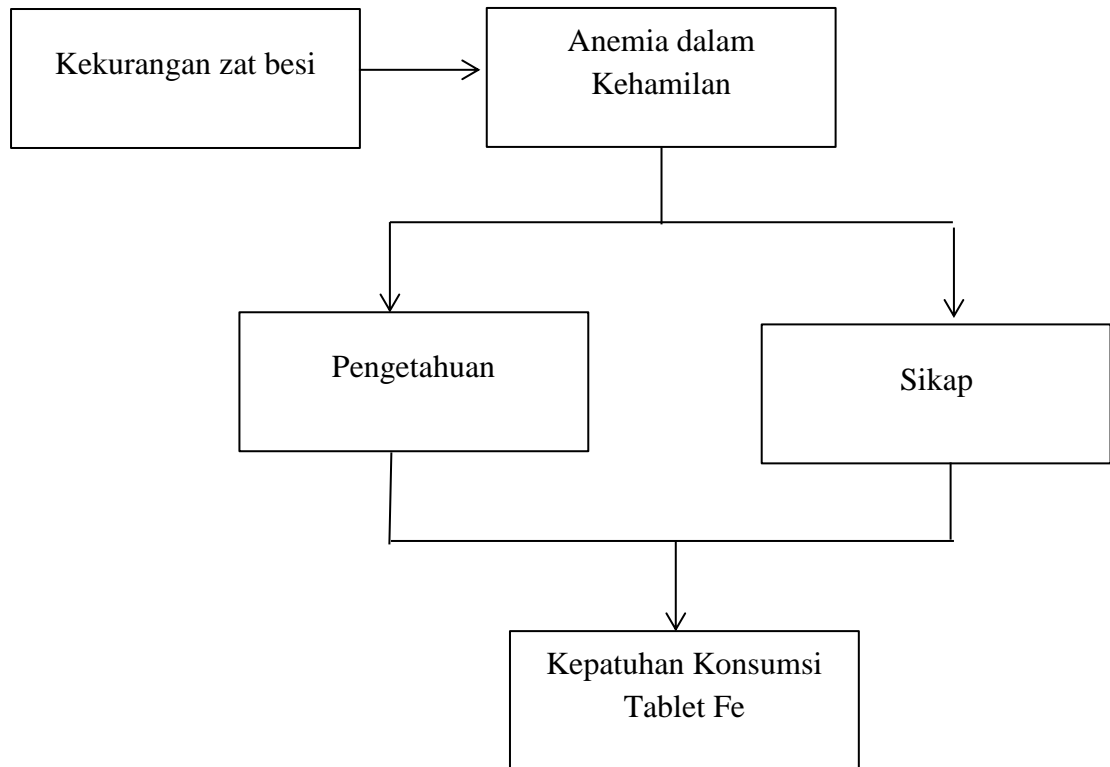 Kekurangan zat besi
Anemia dalam
Kehamilan
Pengetahuan
Sikap
Kepatuhan Konsumsi
Tablet Fe